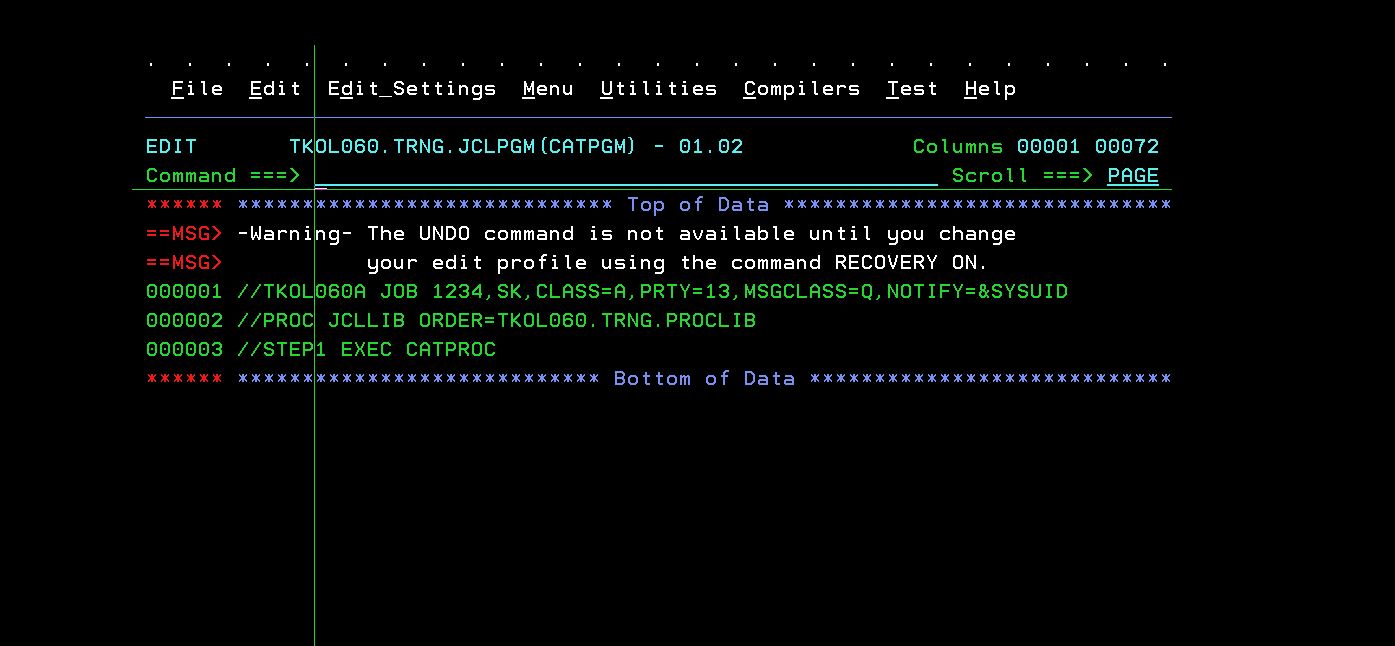 . . . . . . . . . . . . . . . . . . . . . . . . . . .
File Edit Edit_Settings Menu Utilities Compilers Test Help
EDIT TKOL060.TRNG.JCLPGM(CATPGM) - 01.02 Columns 00001 00072
Command ===> Scroll ===> PAGE
****** ***************************** Top of Data ******************************
==MSG> -Warning- The UNDO command is not available until you change
==MSG> your edit profile using the command RECOVERY ON.
000001 //TKOL060A JOB 1234,SK,CLASS=A,PRTY=13,MSGCLASS=Q,NOTIFY=&SYSUID
000002 //PROC JCLLIB ORDER=TKOL060.TRNG.PROCLIB
000003 //STEP1 EXEC CATPROC
****** **************************** Bottom of Data ****************************